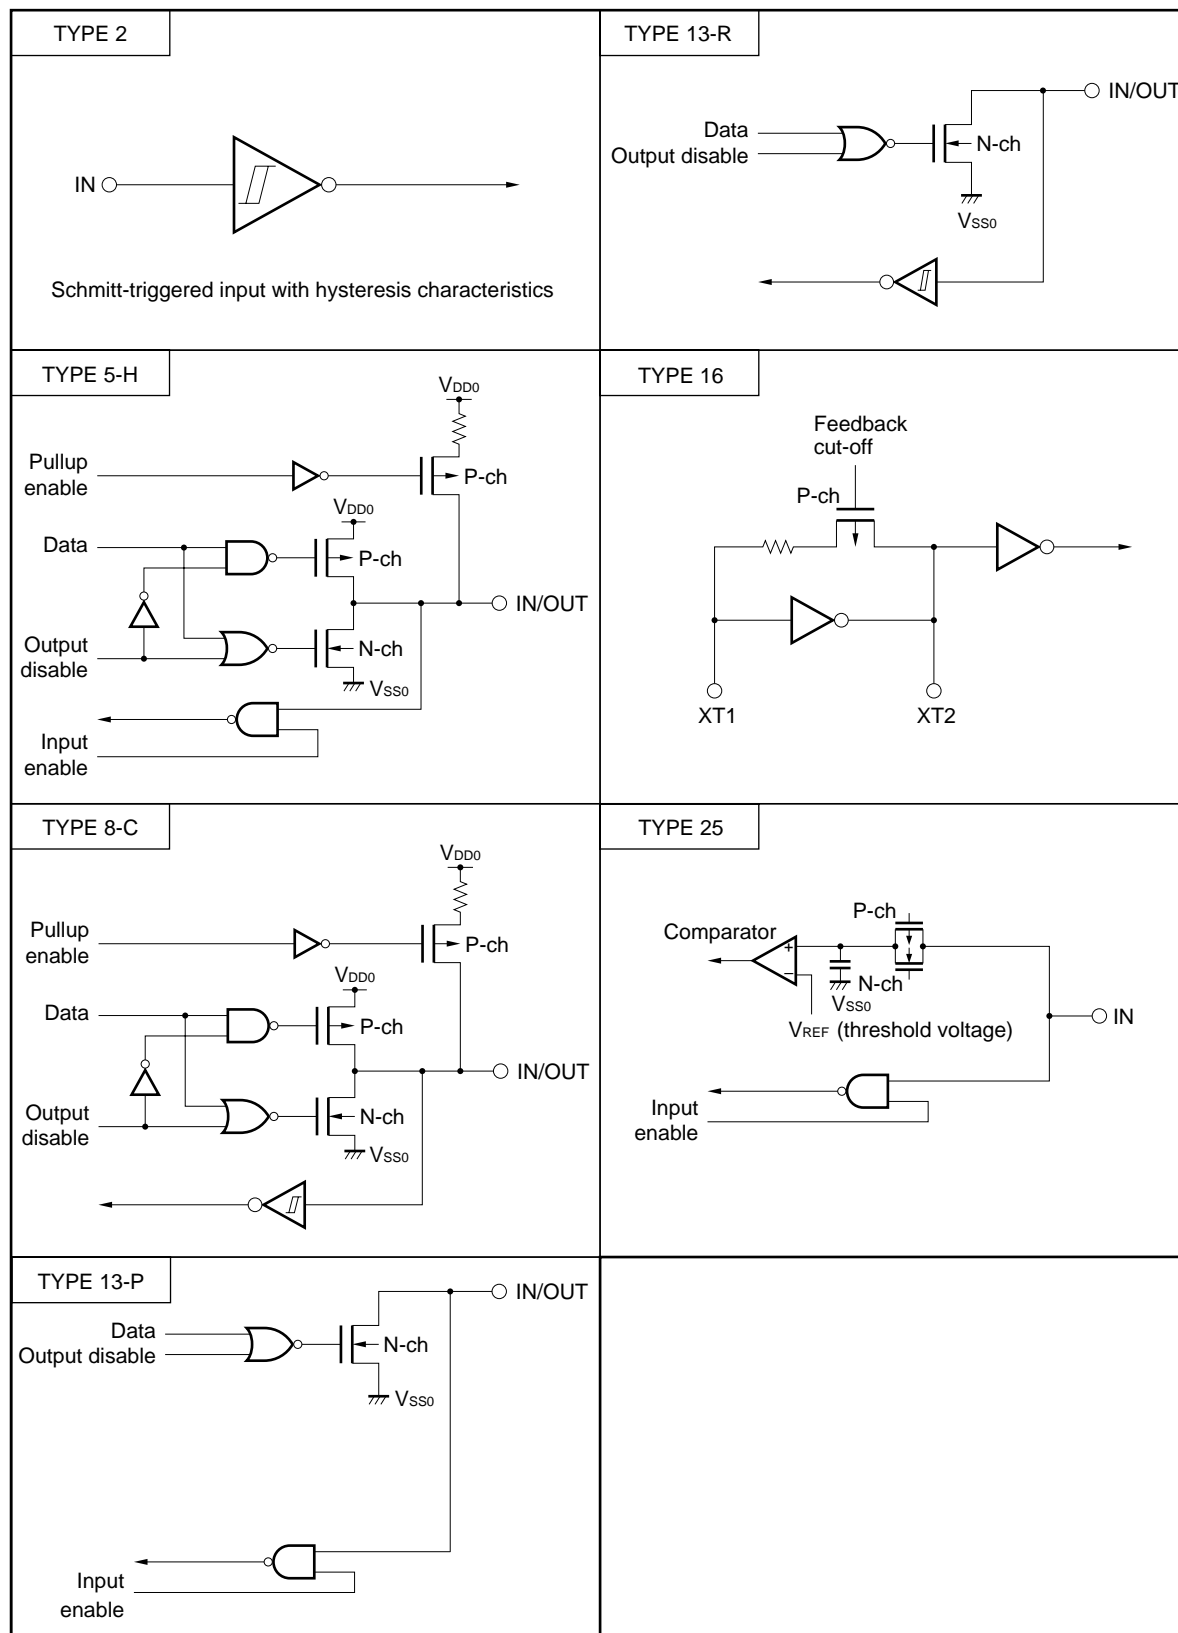 TYPE 2
IN
Schmitt-triggered input with hysteresis characteristics
TYPE 13-R
Data
Output disable
IN/OUT
N-ch
VSS0
TYPE 5-H
VDD0
Pullup
enable
P-ch
VDD0
Data
P-ch
IN/OUT
Output
disable
N-ch
VSS0
Input
enable
TYPE 16
Feedback
cut-off
P-ch
XT1
XT2
TYPE 8-C
VDD0
Pullup
enable
P-ch
VDD0
Data
P-ch
IN/OUT
Output
disable
N-ch
VSS0
TYPE 25
P-ch
Comparator
+
−
N-ch
VSS0
VREF (threshold voltage)
IN
Input
enable
TYPE 13-P
IN/OUT
Data
Output disable
N-ch
VSS0
Input
enable